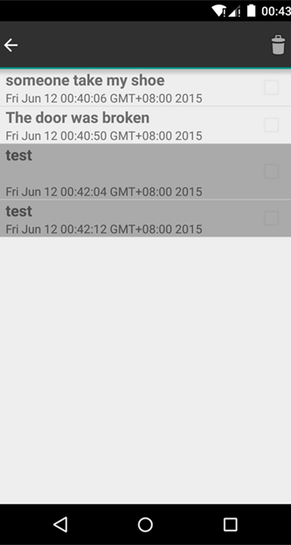 00:43
someone take my shoe
Fri Jun 12 00:40:06 GMT+08:00 2015
The door was broken
Fri Jun 12 00:40:50 GMT+08:00 2015
test
Fri Jun 12 00:42:04 GMT+08:00 2015
test
Fri Jun 12 00:42:12 GMT+08:00 2015